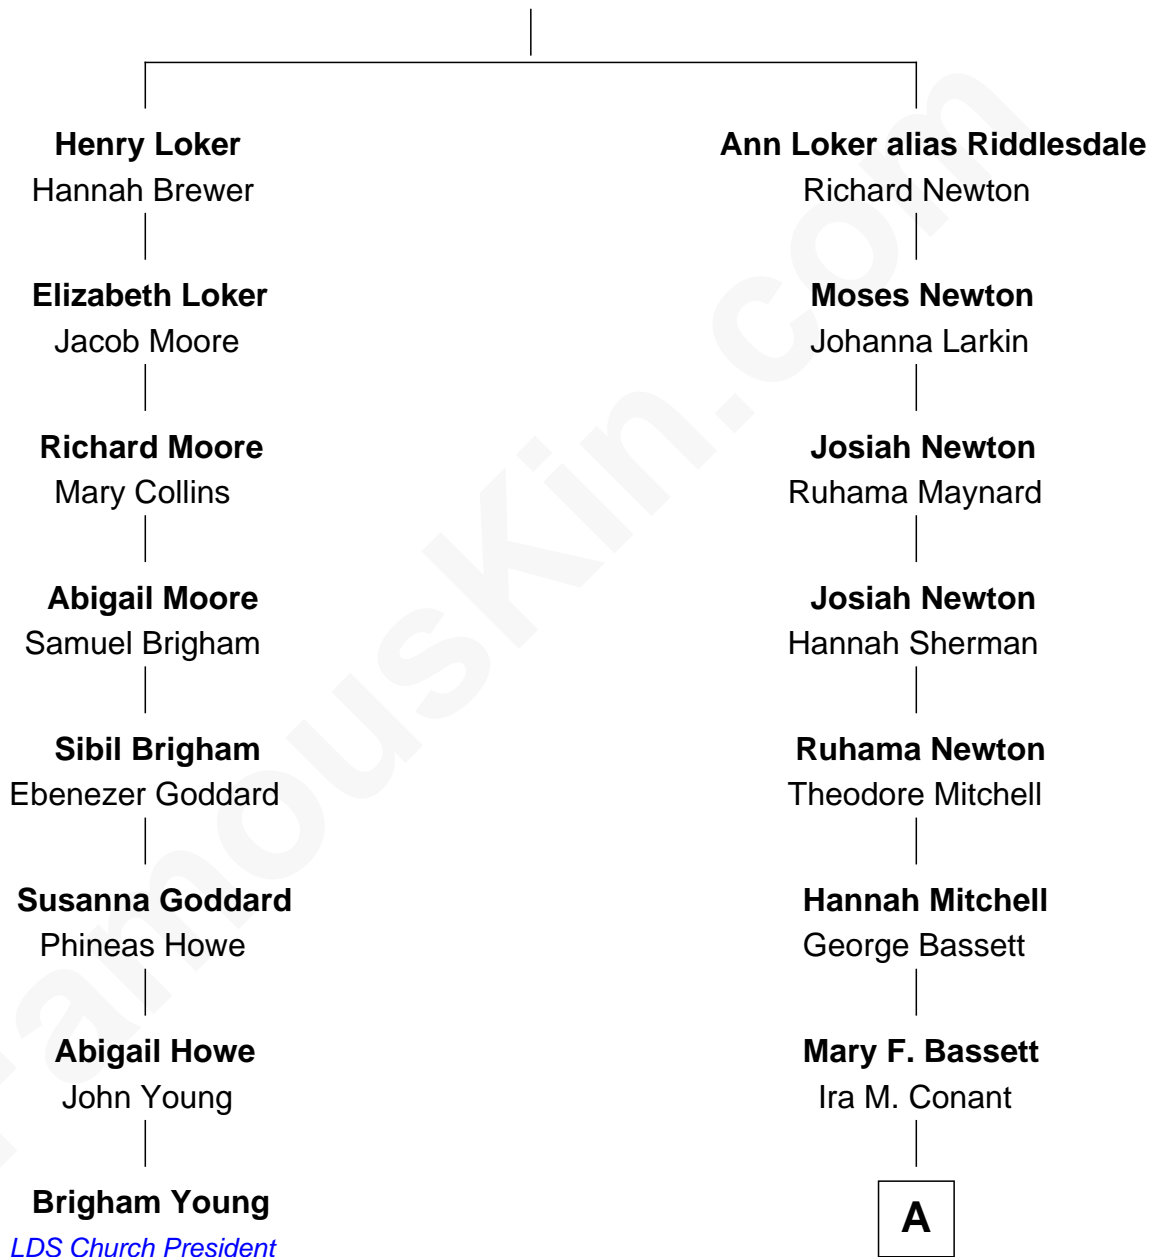 Henry Loker
Hannah Brewer
Elizabeth Loker
Jacob Moore
Richard Moore
Mary Collins
Abigail Moore
Samuel Brigham
Sibil Brigham
Ebenezer Goddard
Susanna Goddard
Phineas Howe
Abigail Howe
John Young
Brigham Young
LDS Church President
Ann Loker alias Riddlesdale
Richard Newton
Moses Newton
Johanna Larkin
Josiah Newton
Ruhama Maynard
Josiah Newton
Hannah Sherman
Ruhama Newton
Theodore Mitchell
Hannah Mitchell
George Bassett
Mary F. Bassett
Ira M. Conant
A
FamousKin.com